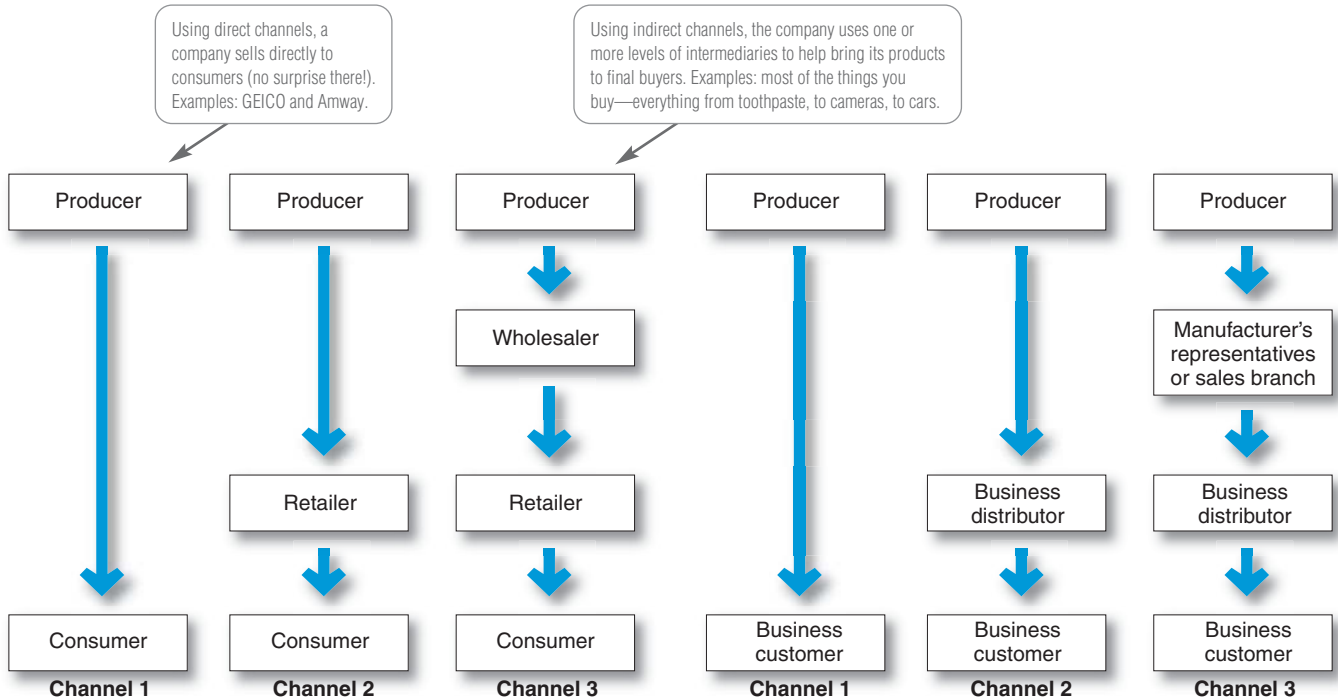 Using direct channels, a
company sells directly to
consumers (no surprise there!).
Examples: GEICO and Amway.
Using indirect channels, the company uses one or
more levels of intermediaries to help bring its products
to final buyers. Examples: most of the things you
buy—everything from toothpaste, to cameras, to cars.
Producer
Consumer
Channel 1
Producer
Retailer
Consumer
Channel 2
Producer
Wholesaler
Retailer
Consumer
Channel 3
Producer
Business
customer
Channel 1
Producer
Business
distributor
Business
customer
Channel 2
Producer
Manufacturer’s
representatives
or sales branch
Business
distributor
Business
customer
Channel 3